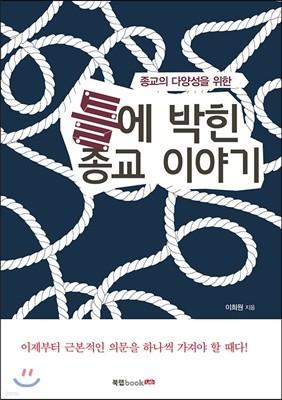 종교의 다양성을 위한
틀에 박힌
종교 이야기
이희원 지음
이제부터 근본적인 의문을 하나씩 가져야 할 때다!
북랩book Lab
yes